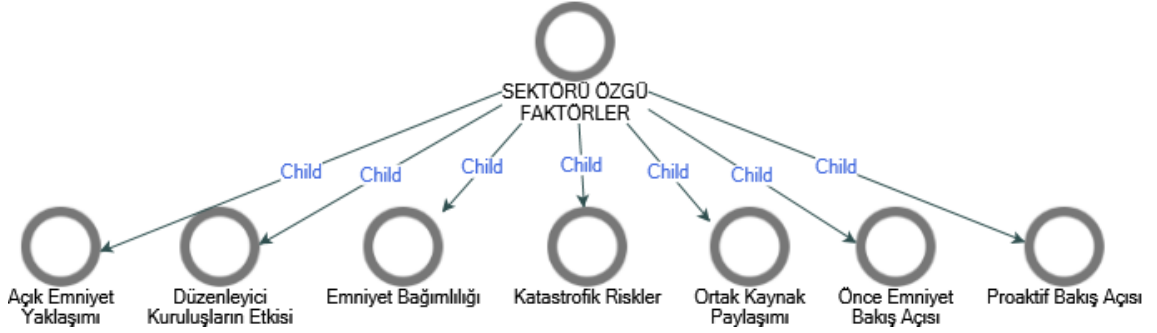 SEKTÖRÜ ÖZGÜ
FAKTÖRLER
Child
Child
Child
Child
Child
Child
Child
Açık Emniyet
Yaklaşımı
Düzenleyici
Kuruluşların Etkisi
Emniyet Bağımlılığı
Katastrofik Riskler
Ortak Kaynak
Paylaşımı
Önce Emniyet
Bakış Açısı
Proaktif Bakış Açısı